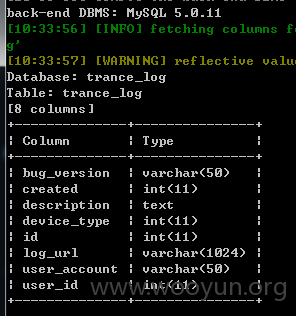 back-end DBMS: MySQL 5.0.11
[10:33:56] [INFO] fetching columns fo
g'
[10:33:57] [WARNING] reflective value
Database: trance_log
Table: trance_log
[8 columns]
+--------------+---------------+
| Column | Type |
+--------------+---------------+
| bug_version | varchar(50) |
| created | int(11) |
| description | text |
| device_type | int(11) |
| id | int(11) |
| log_url | varchar(1024) |
| user_account | varchar(50) |
| user_id | int(11) |
+--------------+---------------+
www.wooyun.org